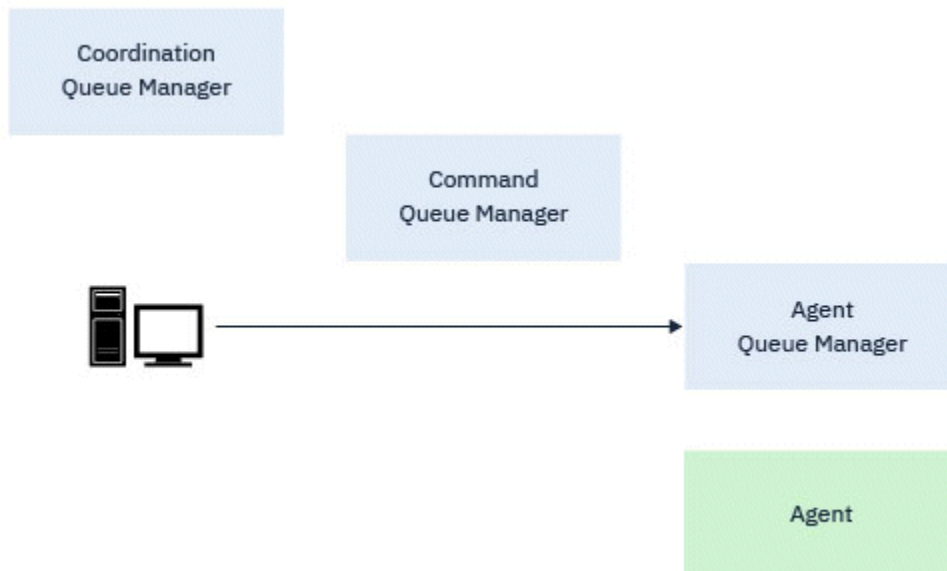 Coordination
Queue Manager
Command
Queue Manager
Agent
Queue Manager
Agent